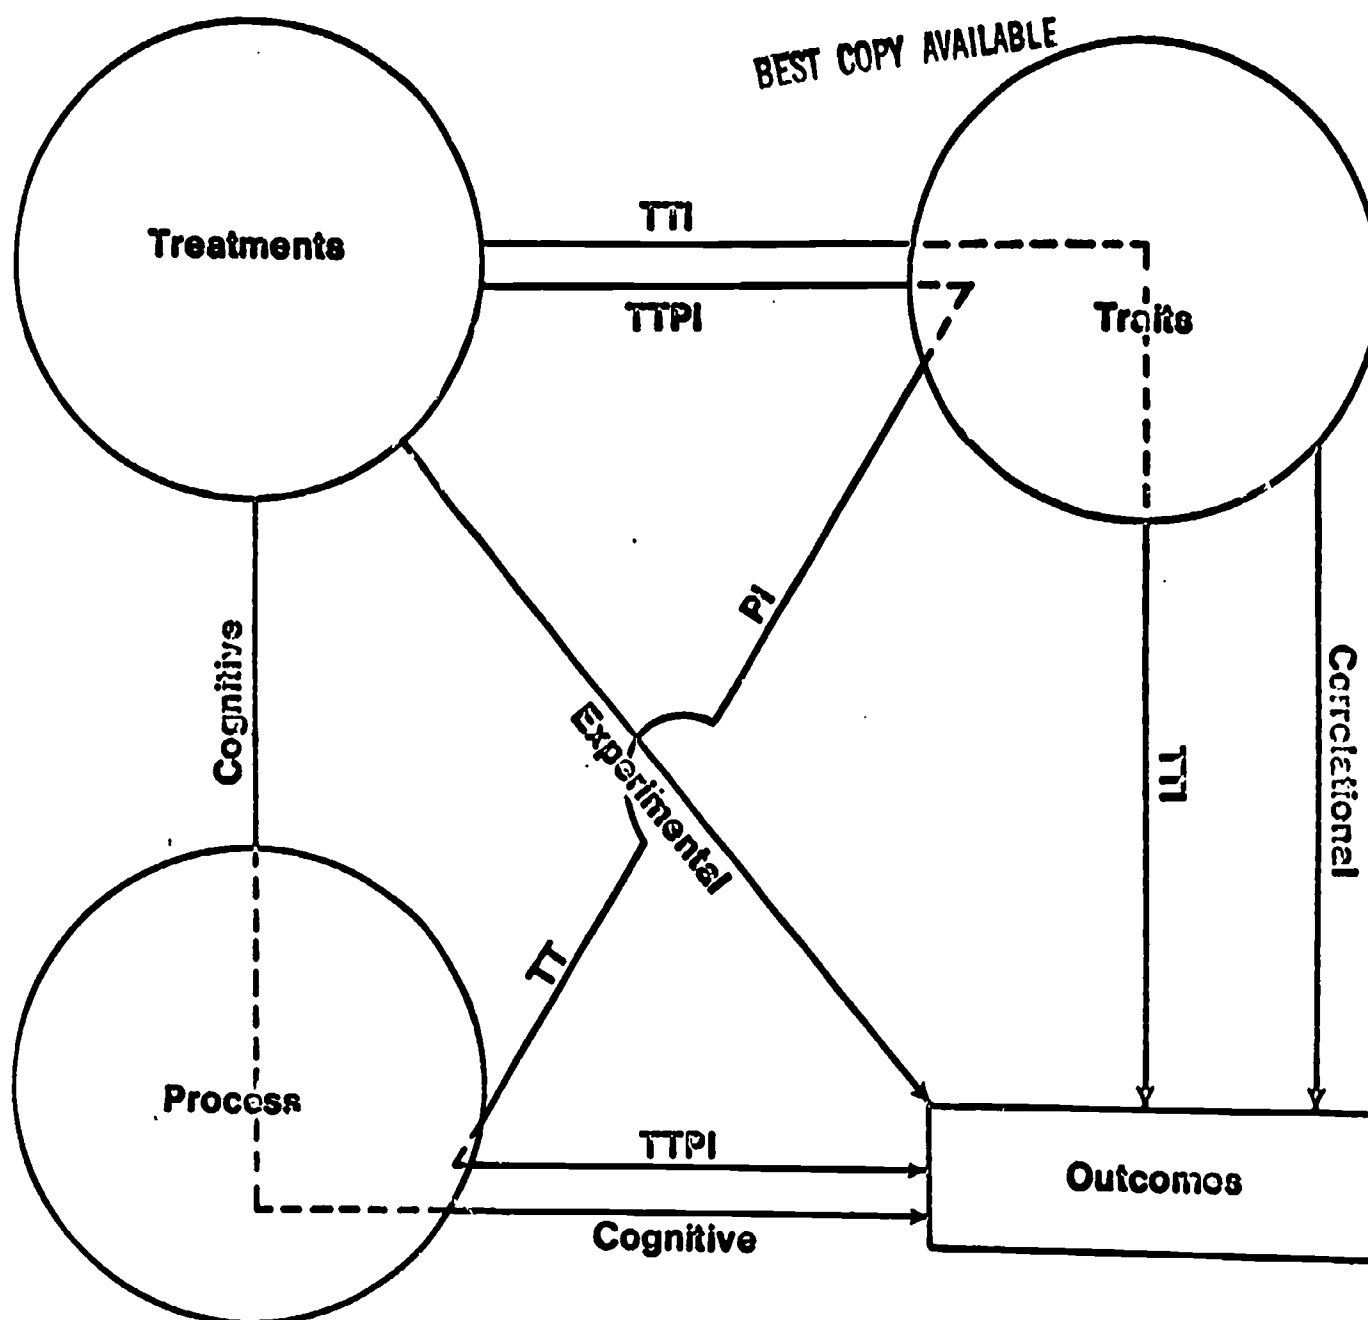 BEST COPY AVAILABLE
TTI
Treatments
TTPI
Traits
PI
Cognitive
Correlational
Experimental
TTI
TT
Process
TTPI
Outcomes
Cognitive